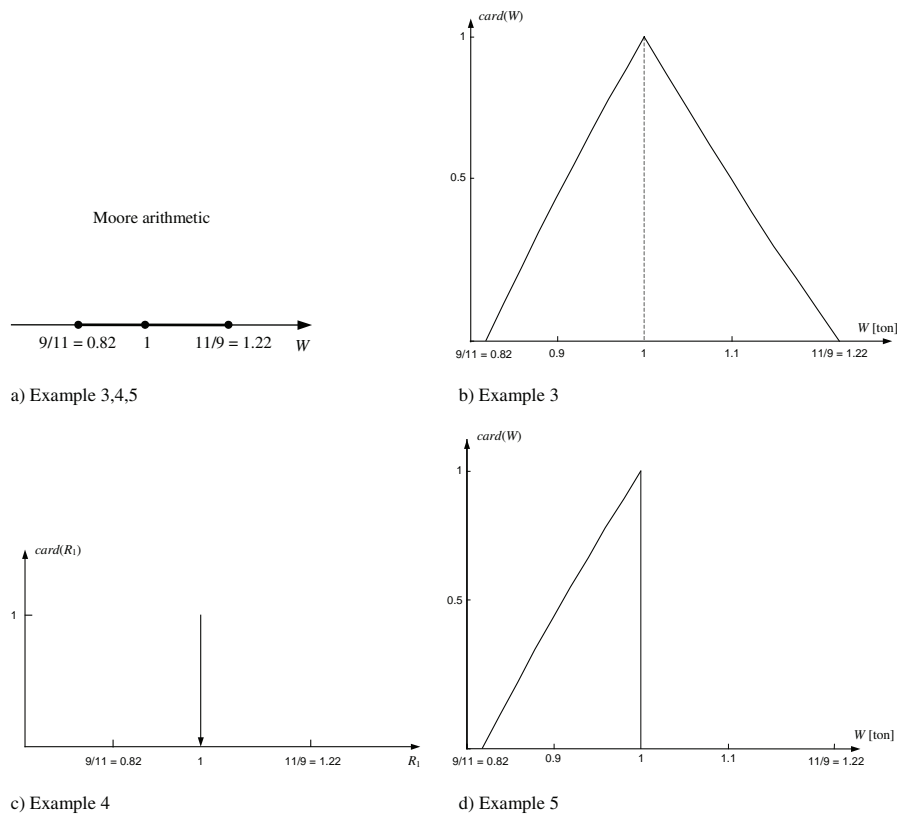 Moore arithmetic
9/11 = 0.82 1 11/9 = 1.22 W
a) Example 3,4,5
card(W)
1
0.5
W [ton]
9/11 = 0.82 0.9 1 1.1 11/9 = 1.22
b) Example 3
card(R₁)
1
9/11 = 0.82 1 11/9 = 1.22 R₁
c) Example 4
card(W)
1
0.5
W [ton]
9/11 = 0.82 0.9 1 1.1 11/9 = 1.22
d) Example 5